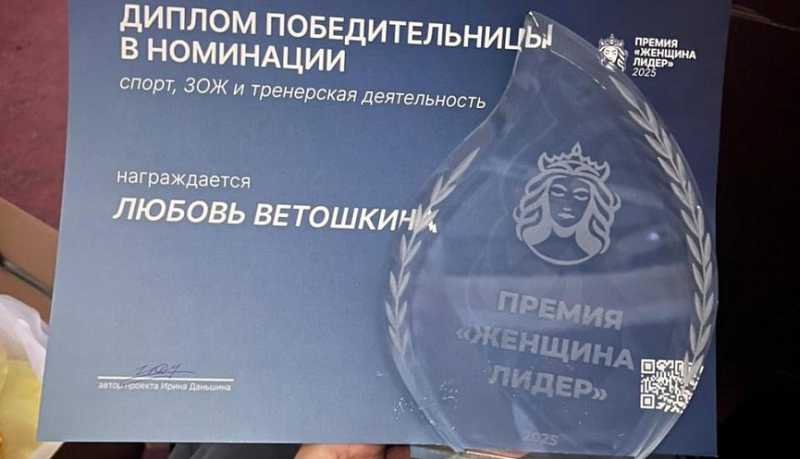 ДИПЛОМ ПОБЕДИТЕЛЬНИЦЫ
В НОМИНАЦИИ
спорт, ЗОЖ и тренерская деятельность
ПРЕМИЯ
«ЖЕНЩИНА
ЛИДЕР»
2025
награждается
ЛЮБОВЬ ВЕТОШКИНА
автор проекта Ирина Даньшина
ПРЕМИЯ
«ЖЕНЩИНА
ЛИДЕР»
2025